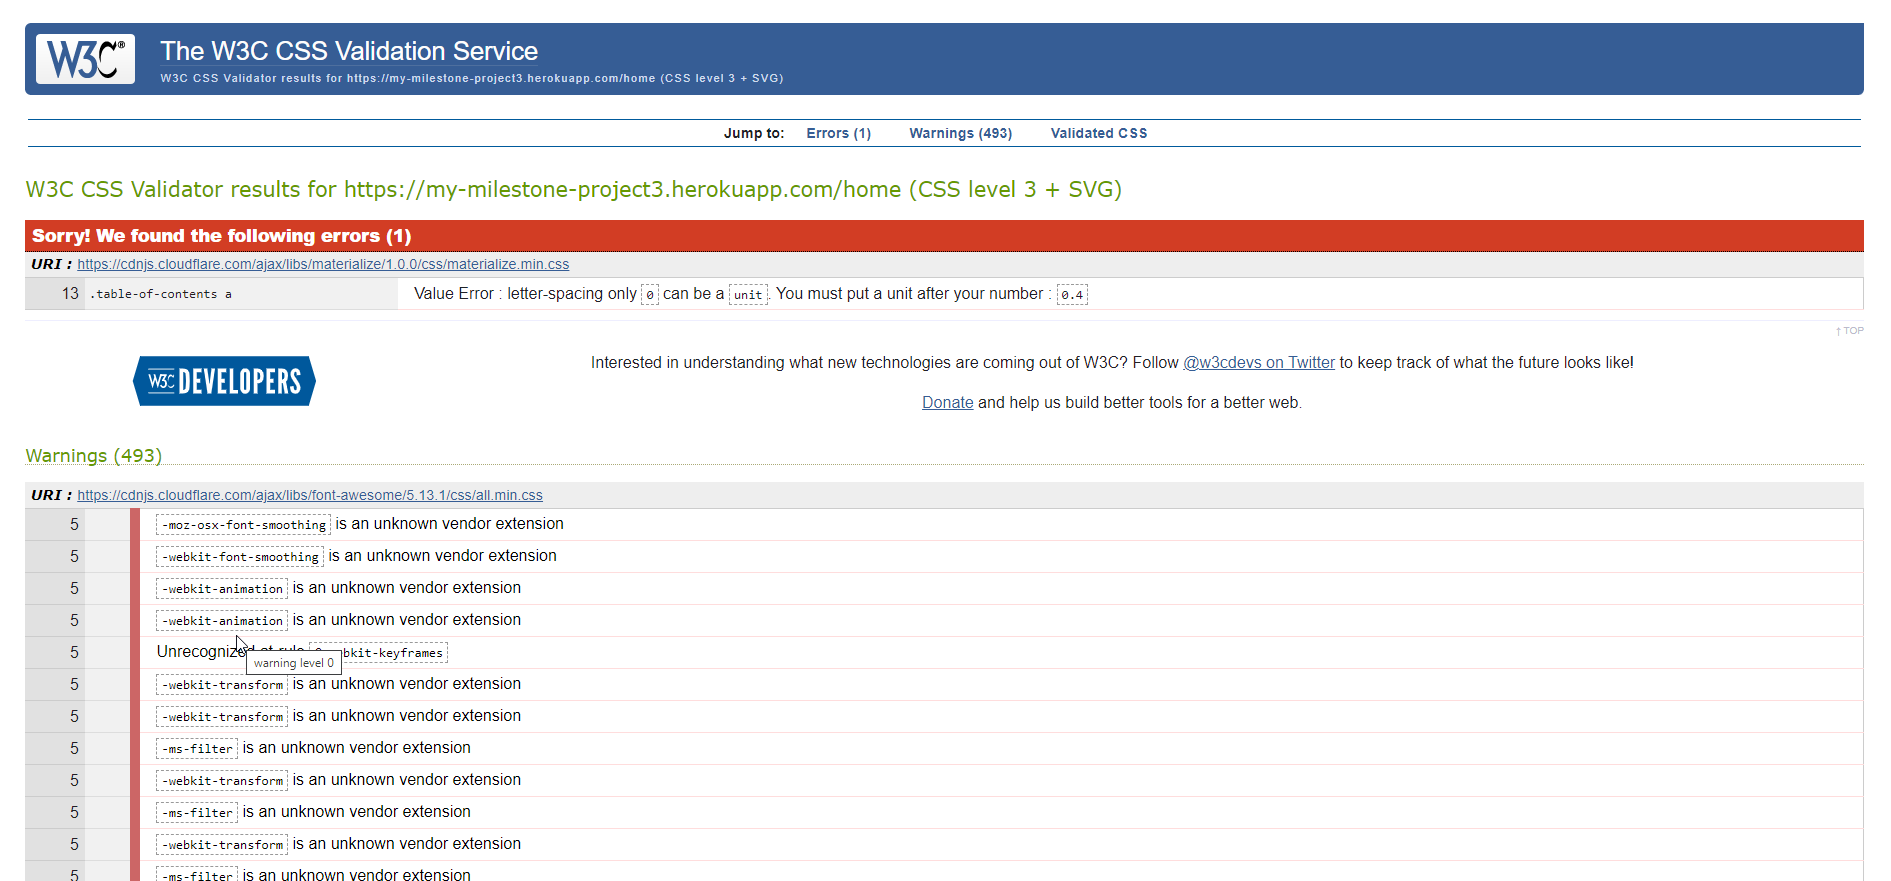 W3C®
The W3C CSS Validation Service
W3C CSS Validator results for https://my-milestone-project3.herokuapp.com/home (CSS level 3 + SVG)
Jump to: Errors (1) Warnings (493) Validated CSS
W3C CSS Validator results for https://my-milestone-project3.herokuapp.com/home (CSS level 3 + SVG)
Sorry! We found the following errors (1)
URI : https://cdnjs.cloudflare.com/ajax/libs/materialize/1.0.0/css/materialize.min.css
13 .table-of-contents a Value Error : letter-spacing only 0 can be a unit. You must put a unit after your number : 0.4
↑ TOP
W3C DEVELOPERS
Interested in understanding what new technologies are coming out of W3C? Follow @w3cdevs on Twitter to keep track of what the future looks like!
Donate and help us build better tools for a better web.
Warnings (493)
URI : https://cdnjs.cloudflare.com/ajax/libs/font-awesome/5.13.1/css/all.min.css
5 -moz-osx-font-smoothing is an unknown vendor extension
5 -webkit-font-smoothing is an unknown vendor extension
5 -webkit-animation is an unknown vendor extension
5 -webkit-animation is an unknown vendor extension
5 Unrecognized bkit-keyframes
warning level 0
5 -webkit-transform is an unknown vendor extension
5 -webkit-transform is an unknown vendor extension
5 -ms-filter is an unknown vendor extension
5 -webkit-transform is an unknown vendor extension
5 -ms-filter is an unknown vendor extension
5 -webkit-transform is an unknown vendor extension
5 -ms-filter is an unknown vendor extension